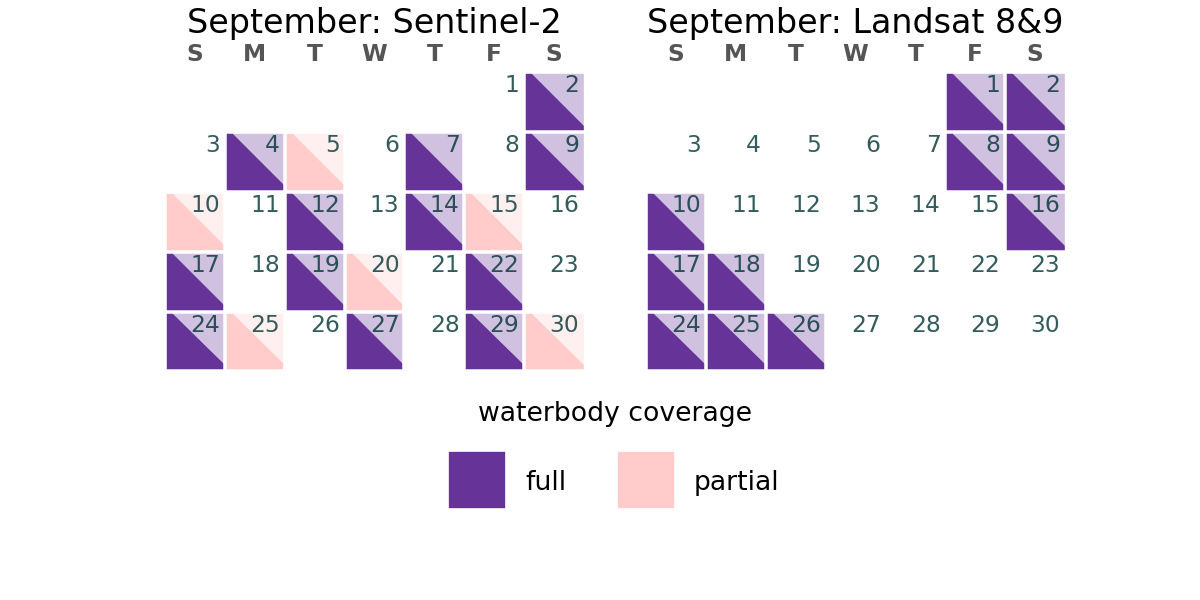 September: Sentinel-2
S M T W T F S
1 2
3 4 5 6 7 8 9
10 11 12 13 14 15 16
17 18 19 20 21 22 23
24 25 26 27 28 29 30
September: Landsat 8&9
S M T W T F S
1 2
3 4 5 6 7 8 9
10 11 12 13 14 15 16
17 18 19 20 21 22 23
24 25 26 27 28 29 30
waterbody coverage
full
partial